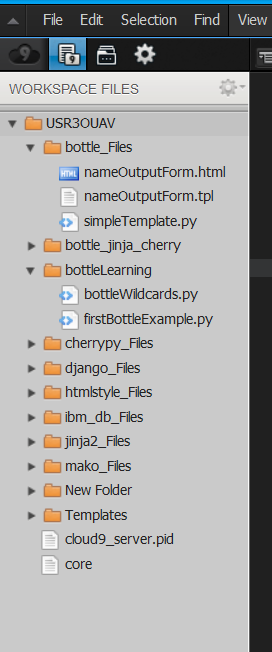 File Edit Selection Find View
WORKSPACE FILES
USR3OUAV
bottle_Files
nameOutputForm.html
nameOutputForm.tpl
simpleTemplate.py
bottle_jinja_cherry
bottleLearning
bottleWildcards.py
firstBottleExample.py
cherrypy_Files
django_Files
htmlstyle_Files
ibm_db_Files
jinja2_Files
mako_Files
New Folder
Templates
cloud9_server.pid
core